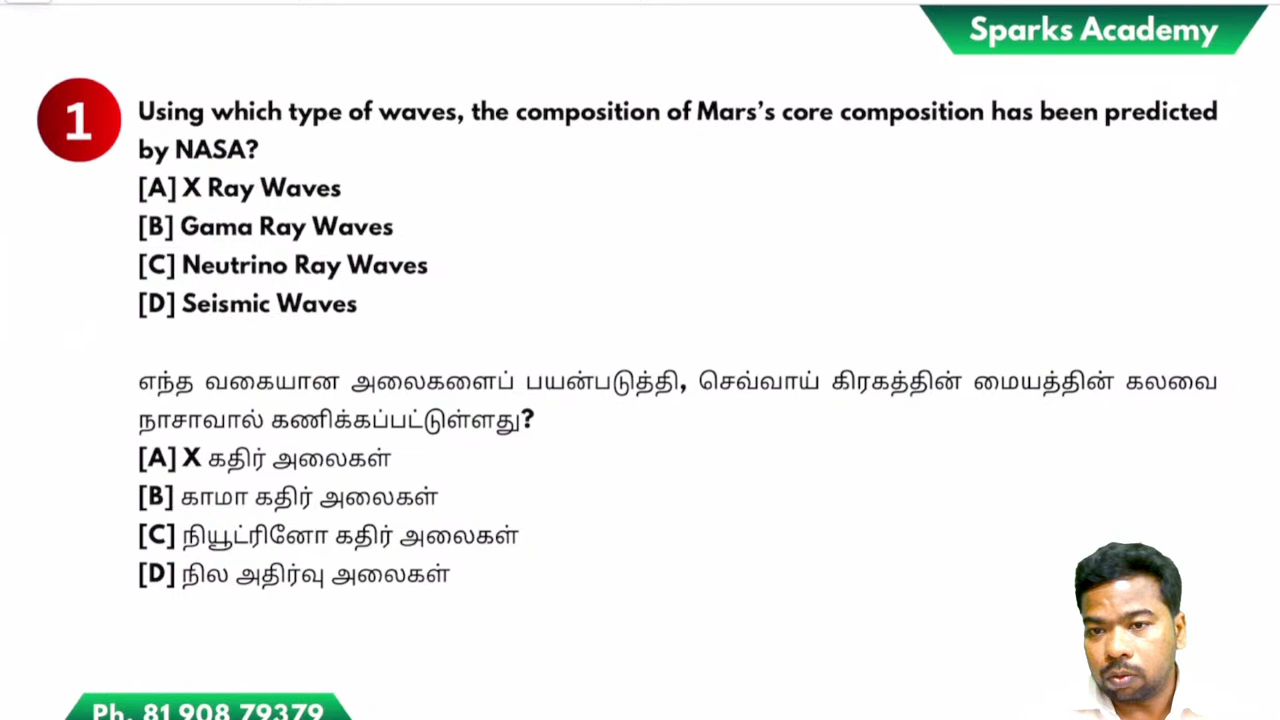 Sparks Academy
1
Using which type of waves, the composition of Mars's core composition has been predicted
by NASA?
[A] X Ray Waves
[B] Gama Ray Waves
[C] Neutrino Ray Waves
[D] Seismic Waves
எந்த வகையான அலைகளைப் பயன்படுத்தி, செவ்வாய் கிரகத்தின் மையத்தின் கலவை
நாசாவால் கணிக்கப்பட்டுள்ளது?
[A] X கதிர் அலைகள்
[B] காமா கதிர் அலைகள்
[C] நியூட்ரினோ கதிர் அலைகள்
[D] நில அதிர்வு அலைகள்
Ph. 81 908 79379